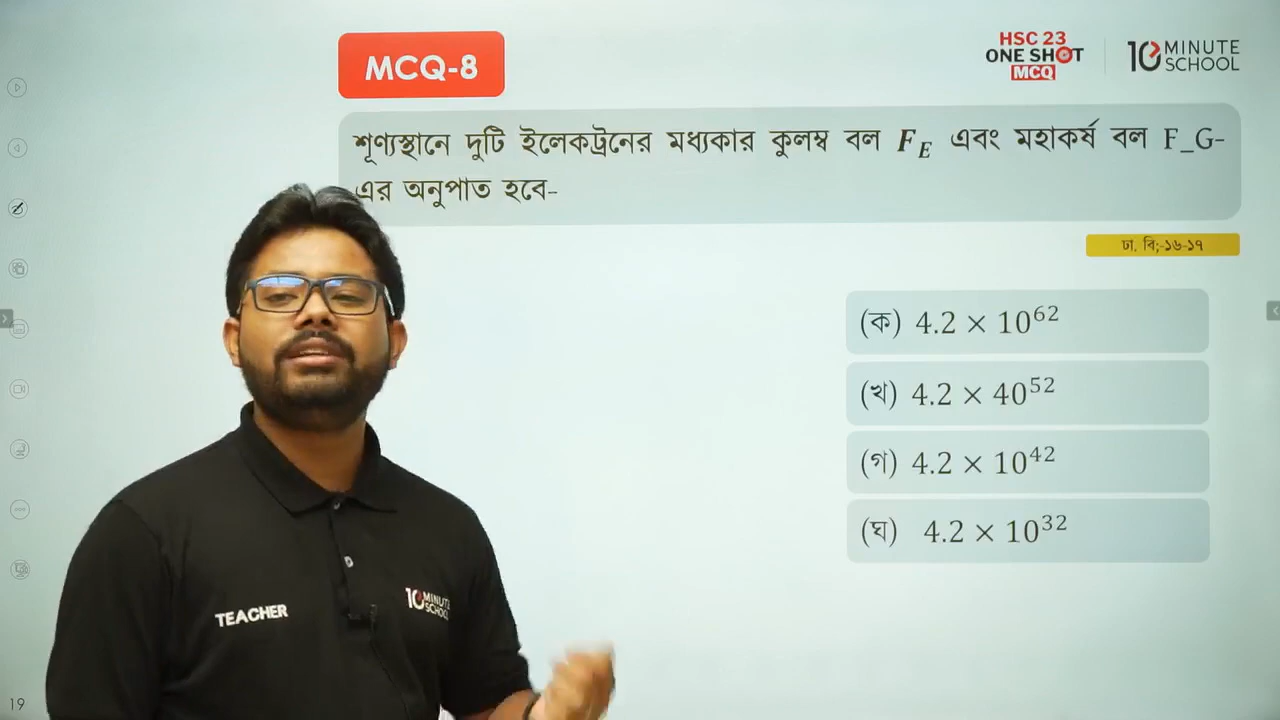 MCQ-8
HSC 23
ONE SHOT
MCQ
10 MINUTE
SCHOOL
শূণ্যস্থানে দুটি ইলেকট্রনের মধ্যকার কুলম্ব বল F_E এবং মহাকর্ষ বল F_G-
এর অনুপাত হবে-
ঢা. বি;-১৬-১৭
(ক) 4.2 × 10^62
(খ) 4.2 × 40^52
(গ) 4.2 × 10^42
(ঘ) 4.2 × 10^32
TEACHER
10 MINUTE
SCHOOL
19